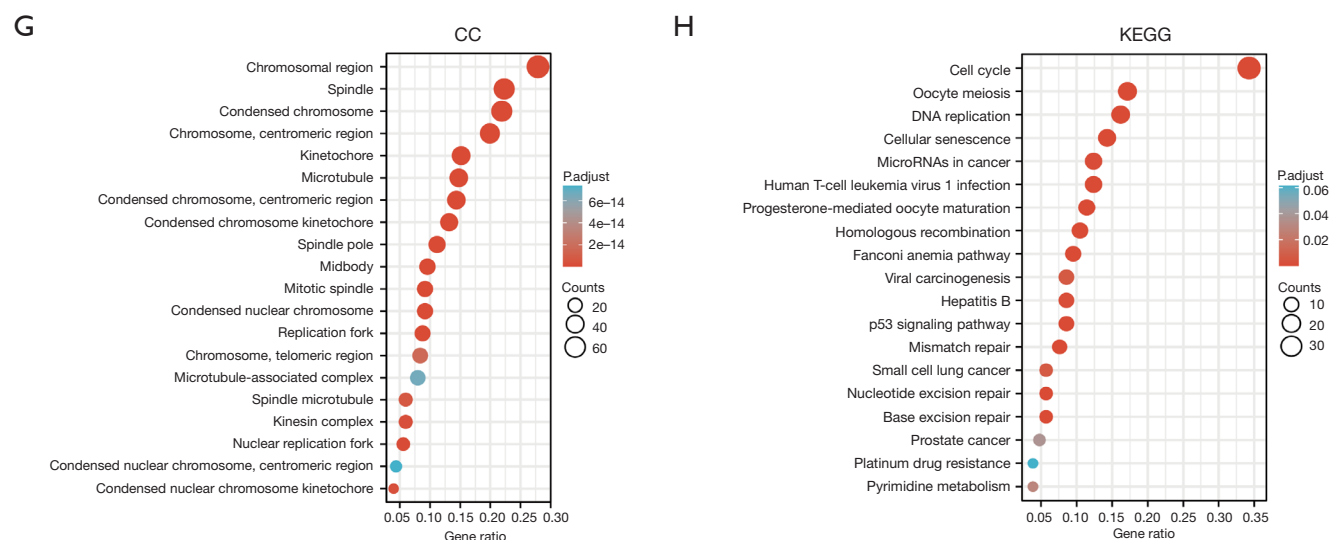 G
CC
Chromosomal region
Spindle
Condensed chromosome
Chromosome, centromeric region
Kinetochore
Microtubule
Condensed chromosome, centromeric region
Condensed chromosome kinetochore
Spindle pole
Midbody
Mitotic spindle
Condensed nuclear chromosome
Replication fork
Chromosome, telomeric region
Microtubule-associated complex
Spindle microtubule
Kinesin complex
Nuclear replication fork
Condensed nuclear chromosome, centromeric region
Condensed nuclear chromosome kinetochore
0.05 0.10 0.15 0.20 0.25 0.30
Gene ratio
P.adjust
6e–14
4e–14
2e–14
Counts
20
40
60
H
KEGG
Cell cycle
Oocyte meiosis
DNA replication
Cellular senescence
MicroRNAs in cancer
Human T-cell leukemia virus 1 infection
Progesterone-mediated oocyte maturation
Homologous recombination
Fanconi anemia pathway
Viral carcinogenesis
Hepatitis B
p53 signaling pathway
Mismatch repair
Small cell lung cancer
Nucleotide excision repair
Base excision repair
Prostate cancer
Platinum drug resistance
Pyrimidine metabolism
0.05 0.10 0.15 0.20 0.25 0.30 0.35
Gene ratio
P.adjust
0.06
0.04
0.02
Counts
10
20
30